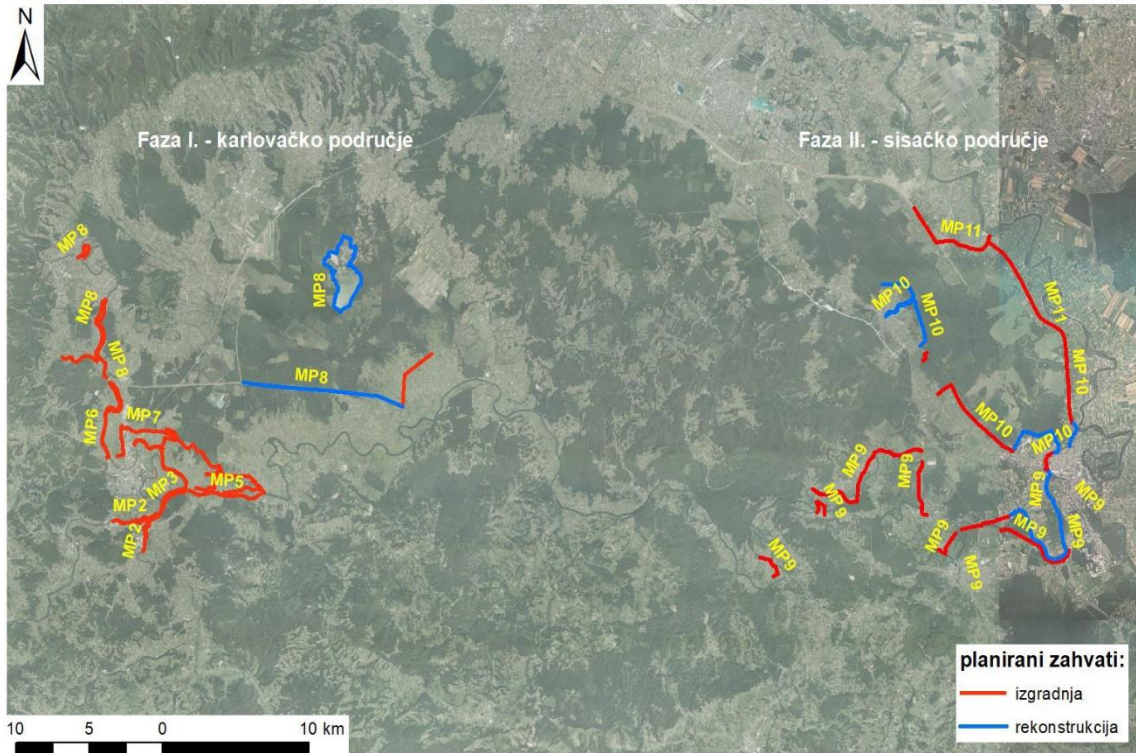 N
Faza I. - karlovačko područje
Faza II. - sisačko područje
MP8
MP11
MP8
MP10
MP10
MP8
MP11
MP8
MP8
MP10
MP6
MP7
MP10
MP10
MP3
MP5
MP9
MP9
MP9
MP9
MP2
MP9
MP2
MP9
MP9
MP9
MP9
MP9
planirani zahvati:
izgradnja
rekonstrukcija
10 5 0 10 km